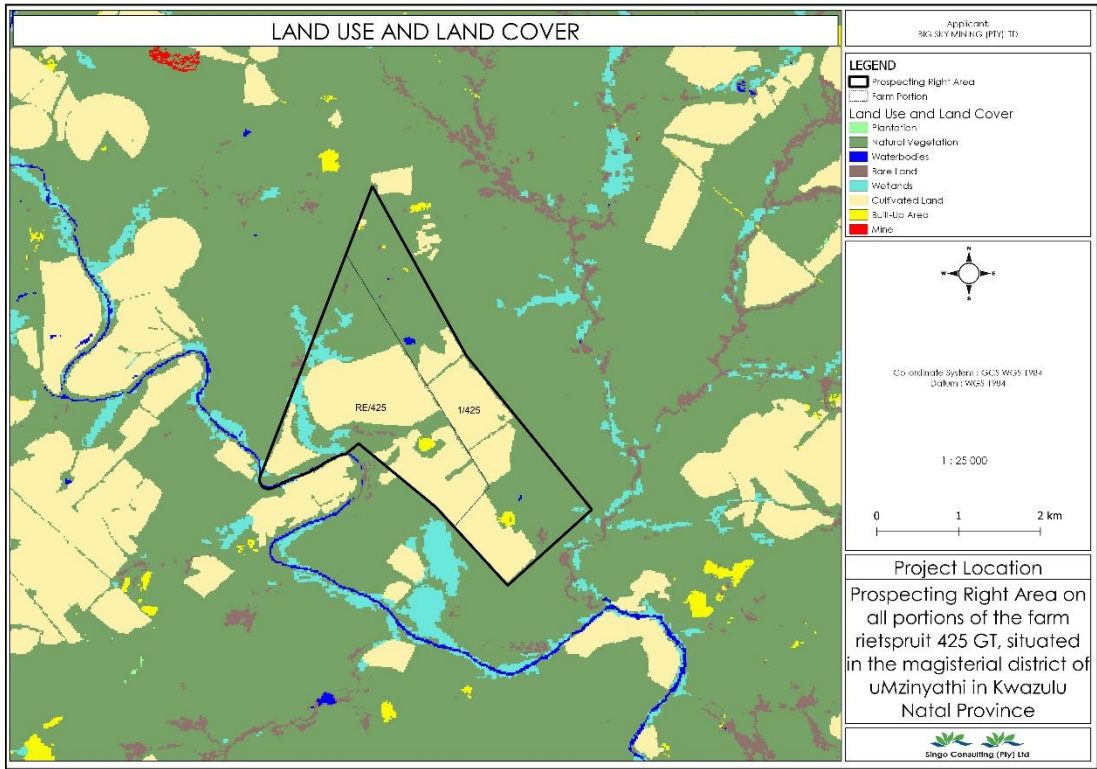 LAND USE AND LAND COVER
Applicant:
BIG SKY MINING (PTY) LTD
LEGEND
Prospecting Right Area
Farm Portion
Land Use and Land Cover
Plantation
Natural Vegetation
Waterbodies
Bare Land
Wetlands
Cultivated Land
Built-Up Area
Mine
N
W
E
S
Co ordinate System : GCS WGS 1984
Datum : WGS 1984
1 : 25 000
0 1 2 km
Project Location
Prospecting Right Area on
all portions of the farm
rietspruit 425 GT, situated
in the magisterial district of
uMzinyathi in Kwazulu
Natal Province
Singo Consulting (Pty) Ltd
RE/425
1/425